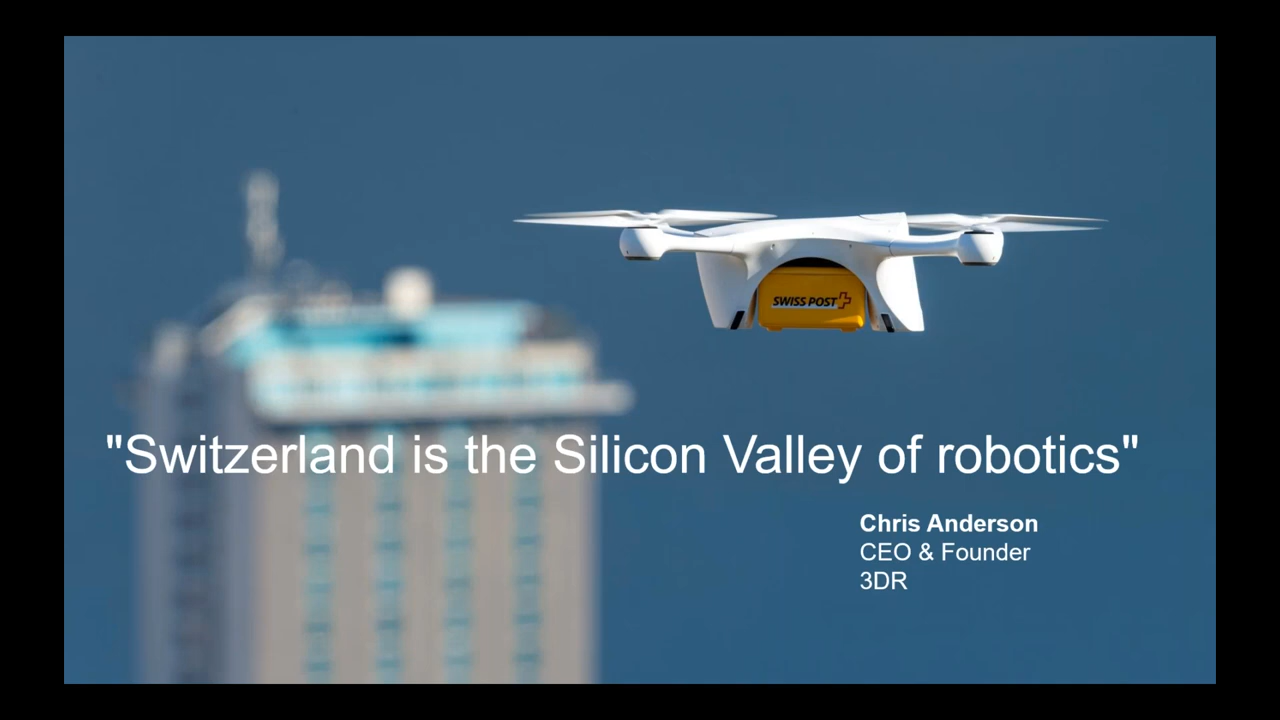 SWISS POST
"Switzerland is the Silicon Valley of robotics"
Chris Anderson
CEO & Founder
3DR